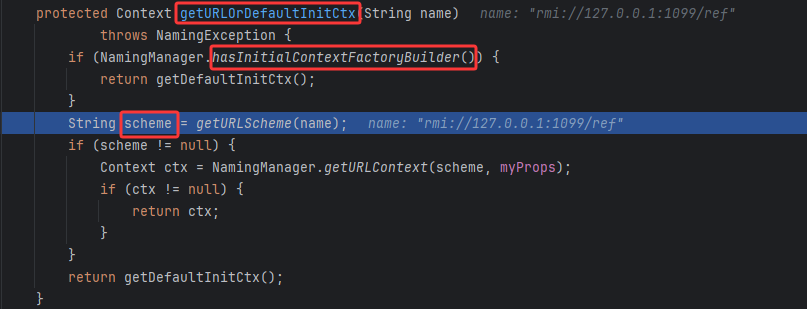 protected Context getURLOrDefaultInitCtx(String name)   name: "rmi://127.0.0.1:1099/ref"
        throws NamingException {
    if (NamingManager.hasInitialContextFactoryBuilder()) {
        return getDefaultInitCtx();
    }
    String scheme = getURLScheme(name);   name: "rmi://127.0.0.1:1099/ref"
    if (scheme != null) {
        Context ctx = NamingManager.getURLContext(scheme, myProps);
        if (ctx != null) {
            return ctx;
        }
    }
    return getDefaultInitCtx();
}